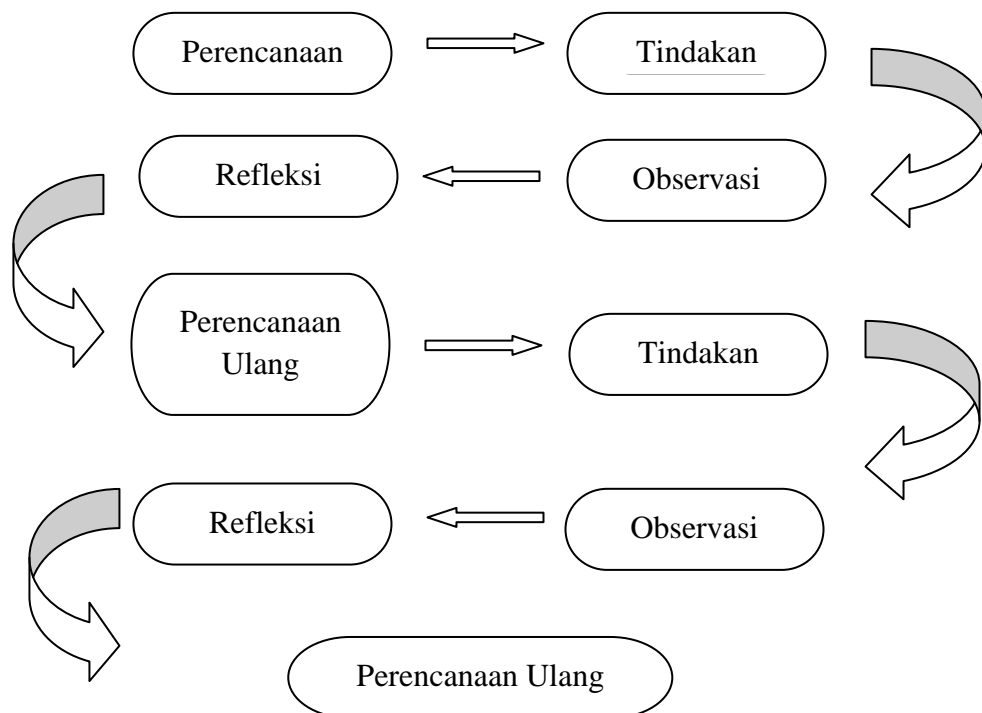 Perencanaan
Tindakan
Refleksi
Observasi
Perencanaan
Ulang
Tindakan
Refleksi
Observasi
Perencanaan Ulang